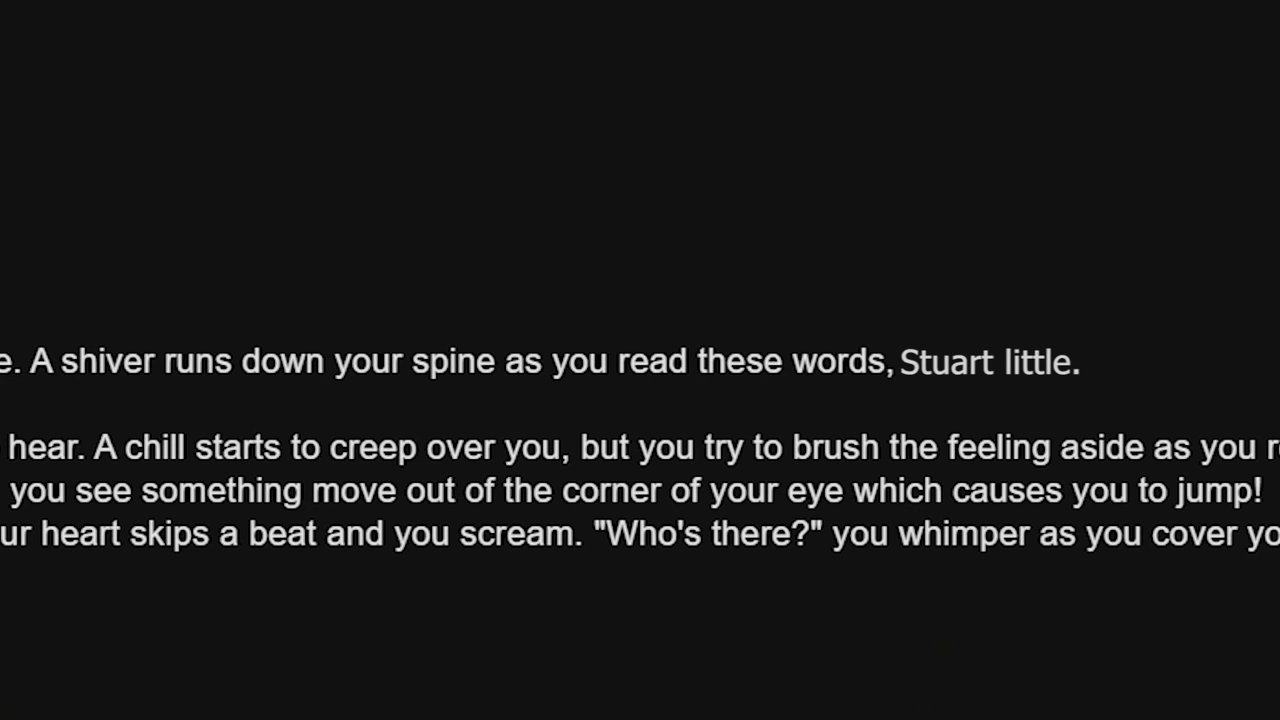 e. A shiver runs down your spine as you read these words, Stuart little.
hear. A chill starts to creep over you, but you try to brush the feeling aside as you r
you see something move out of the corner of your eye which causes you to jump!
ur heart skips a beat and you scream. "Who's there?" you whimper as you cover yo